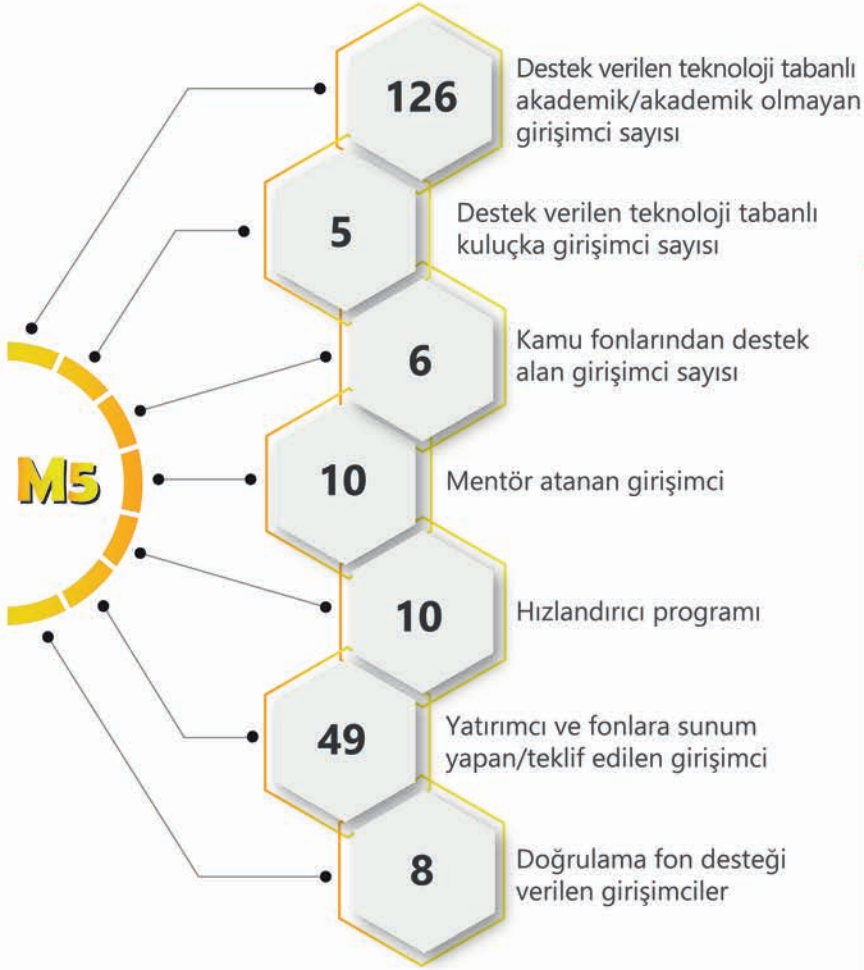 126
Destek verilen teknoloji tabanlı
akademik/akademik olmayan
girişimci sayısı
5
Destek verilen teknoloji tabanlı
kuluçka girişimci sayısı
6
Kamu fonlarından destek
alan girişimci sayısı
M5
10
Mentör atanan girişimci
10
Hızlandırıcı programı
49
Yatırımcı ve fonlara sunum
yapan/teklif edilen girişimci
8
Doğrulama fon desteği
verilen girişimciler